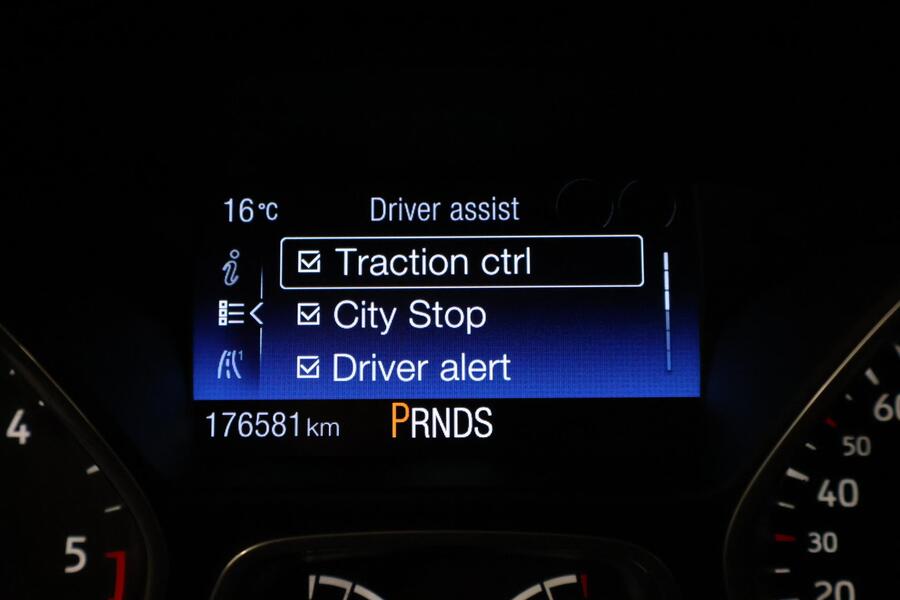 16°C Driver assist
Traction ctrl
City Stop
Driver alert
1
176581 km PRNDS
4
5
60
50
40
30
20